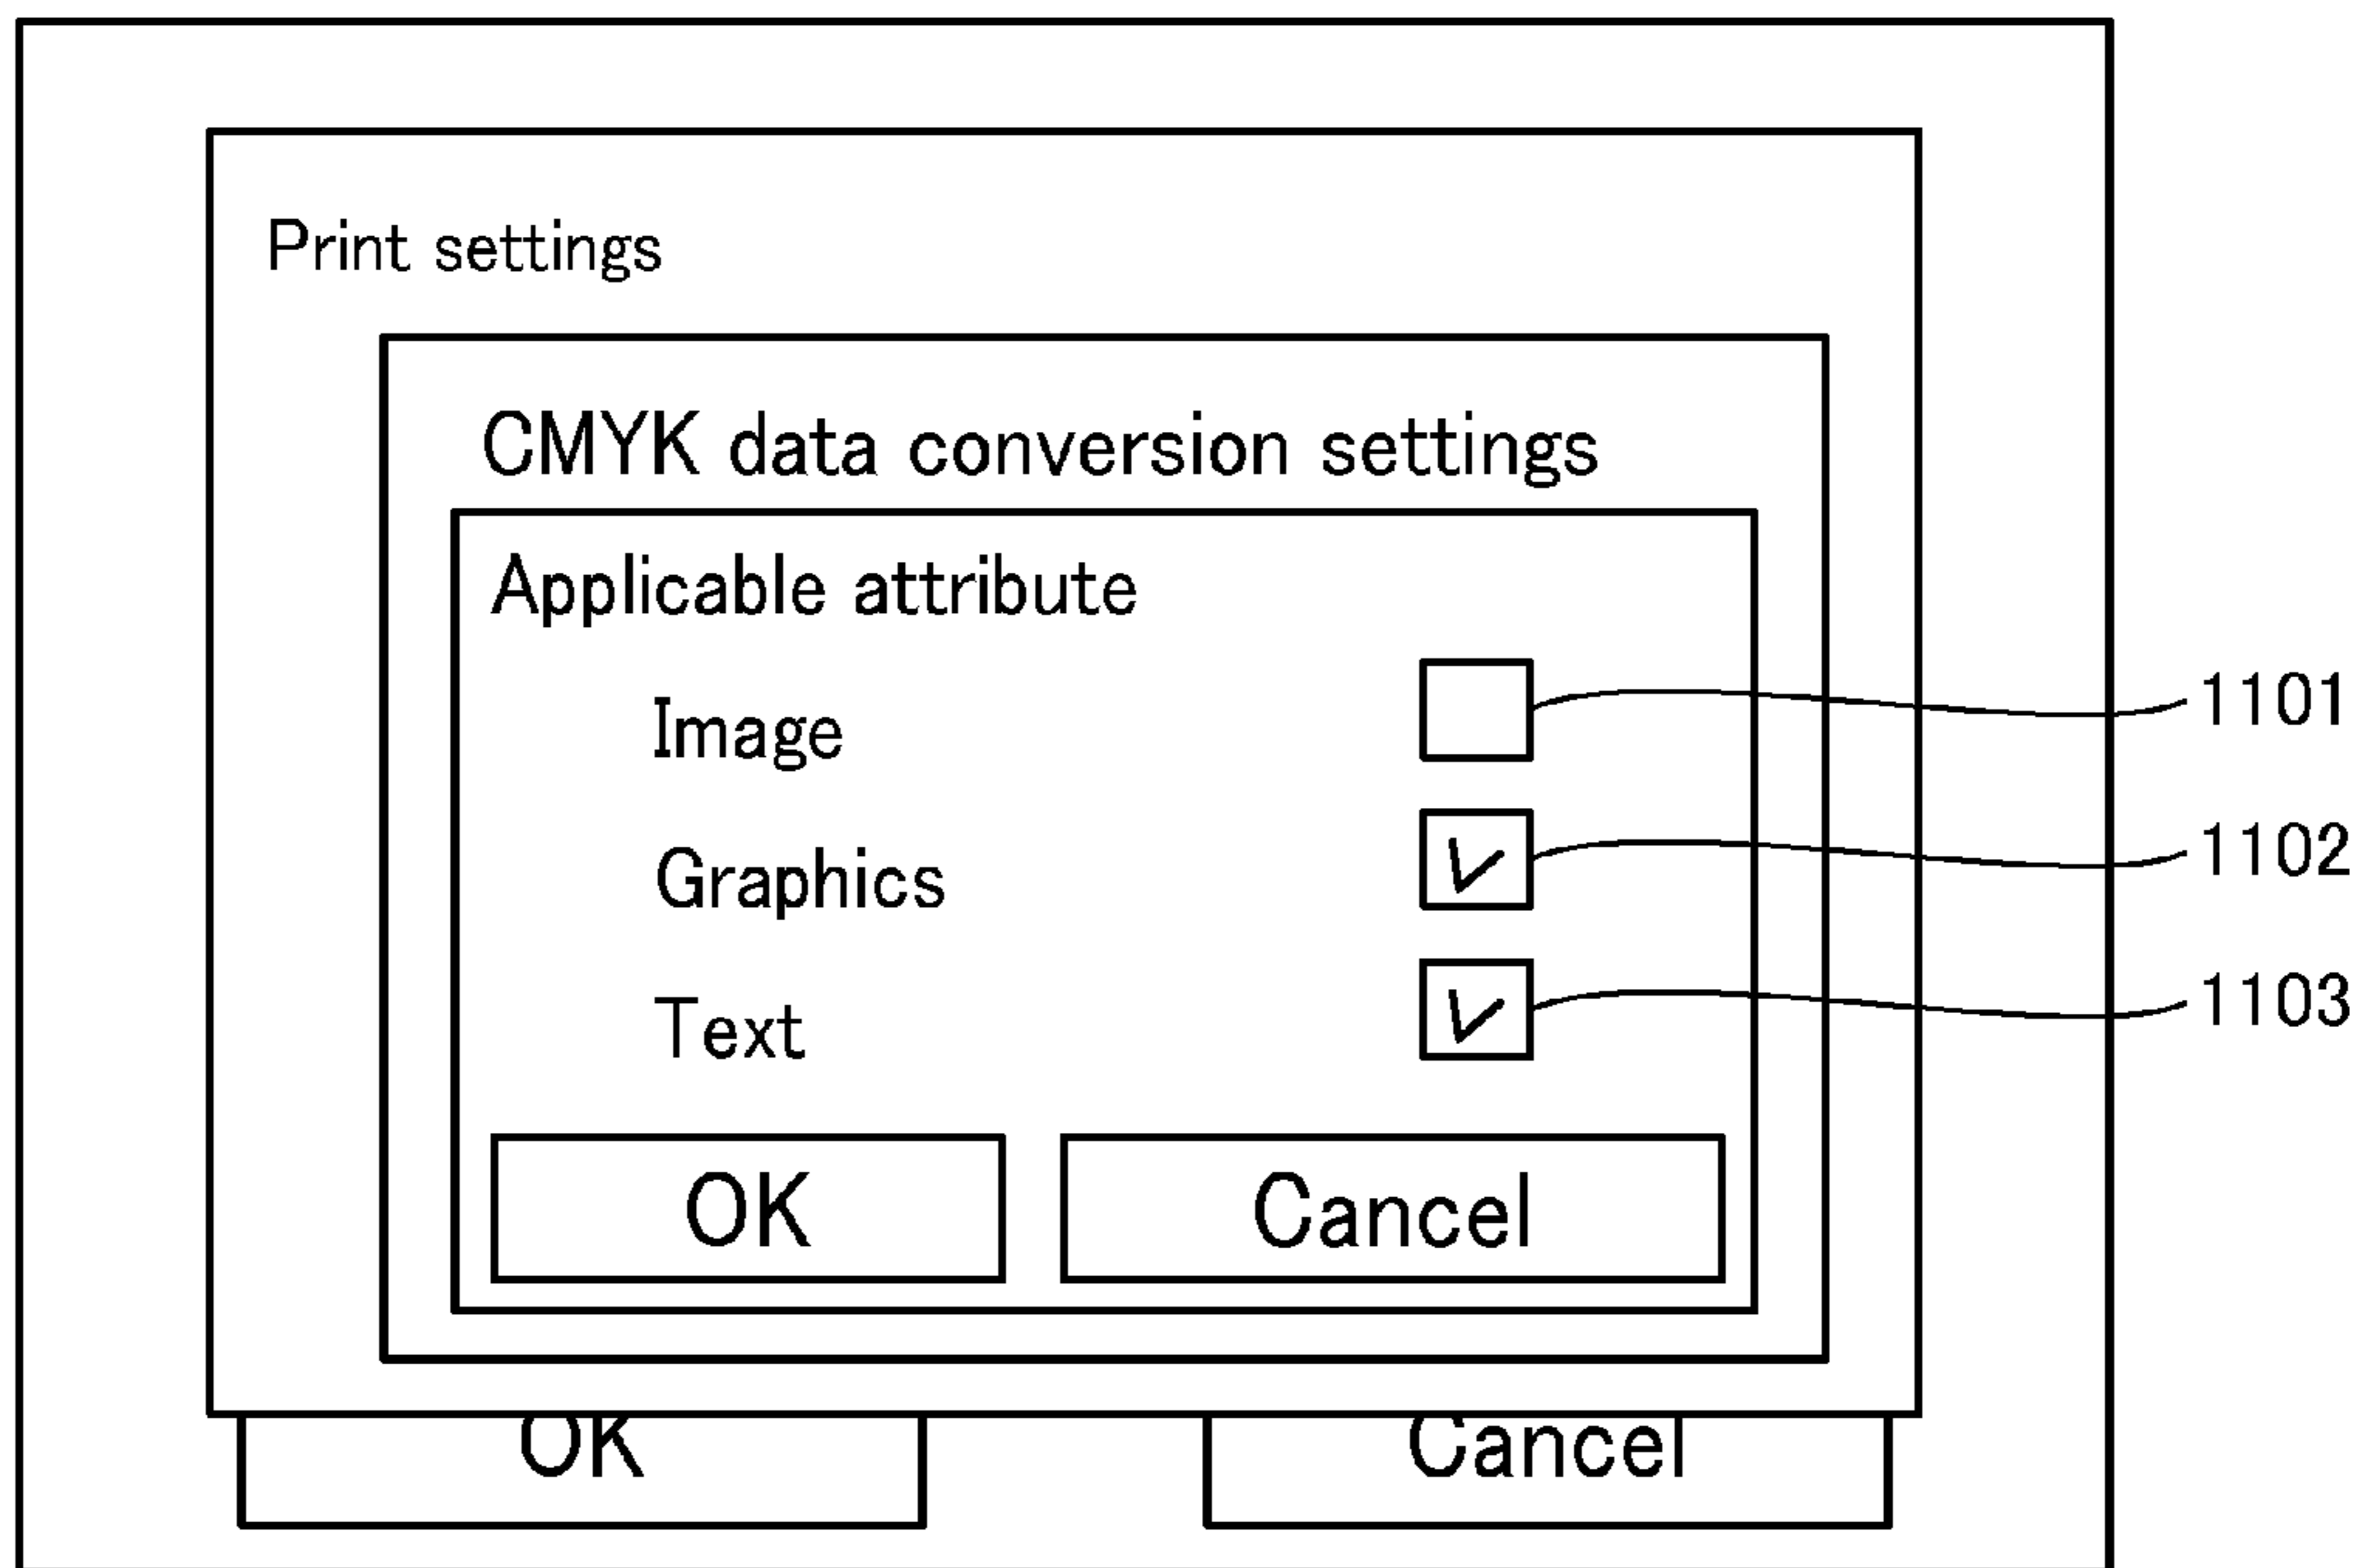 Print settings
CMYK data conversion settings
Applicable attribute
Image 1101
Graphics 1102
Text 1103
OK Cancel
OK Cancel